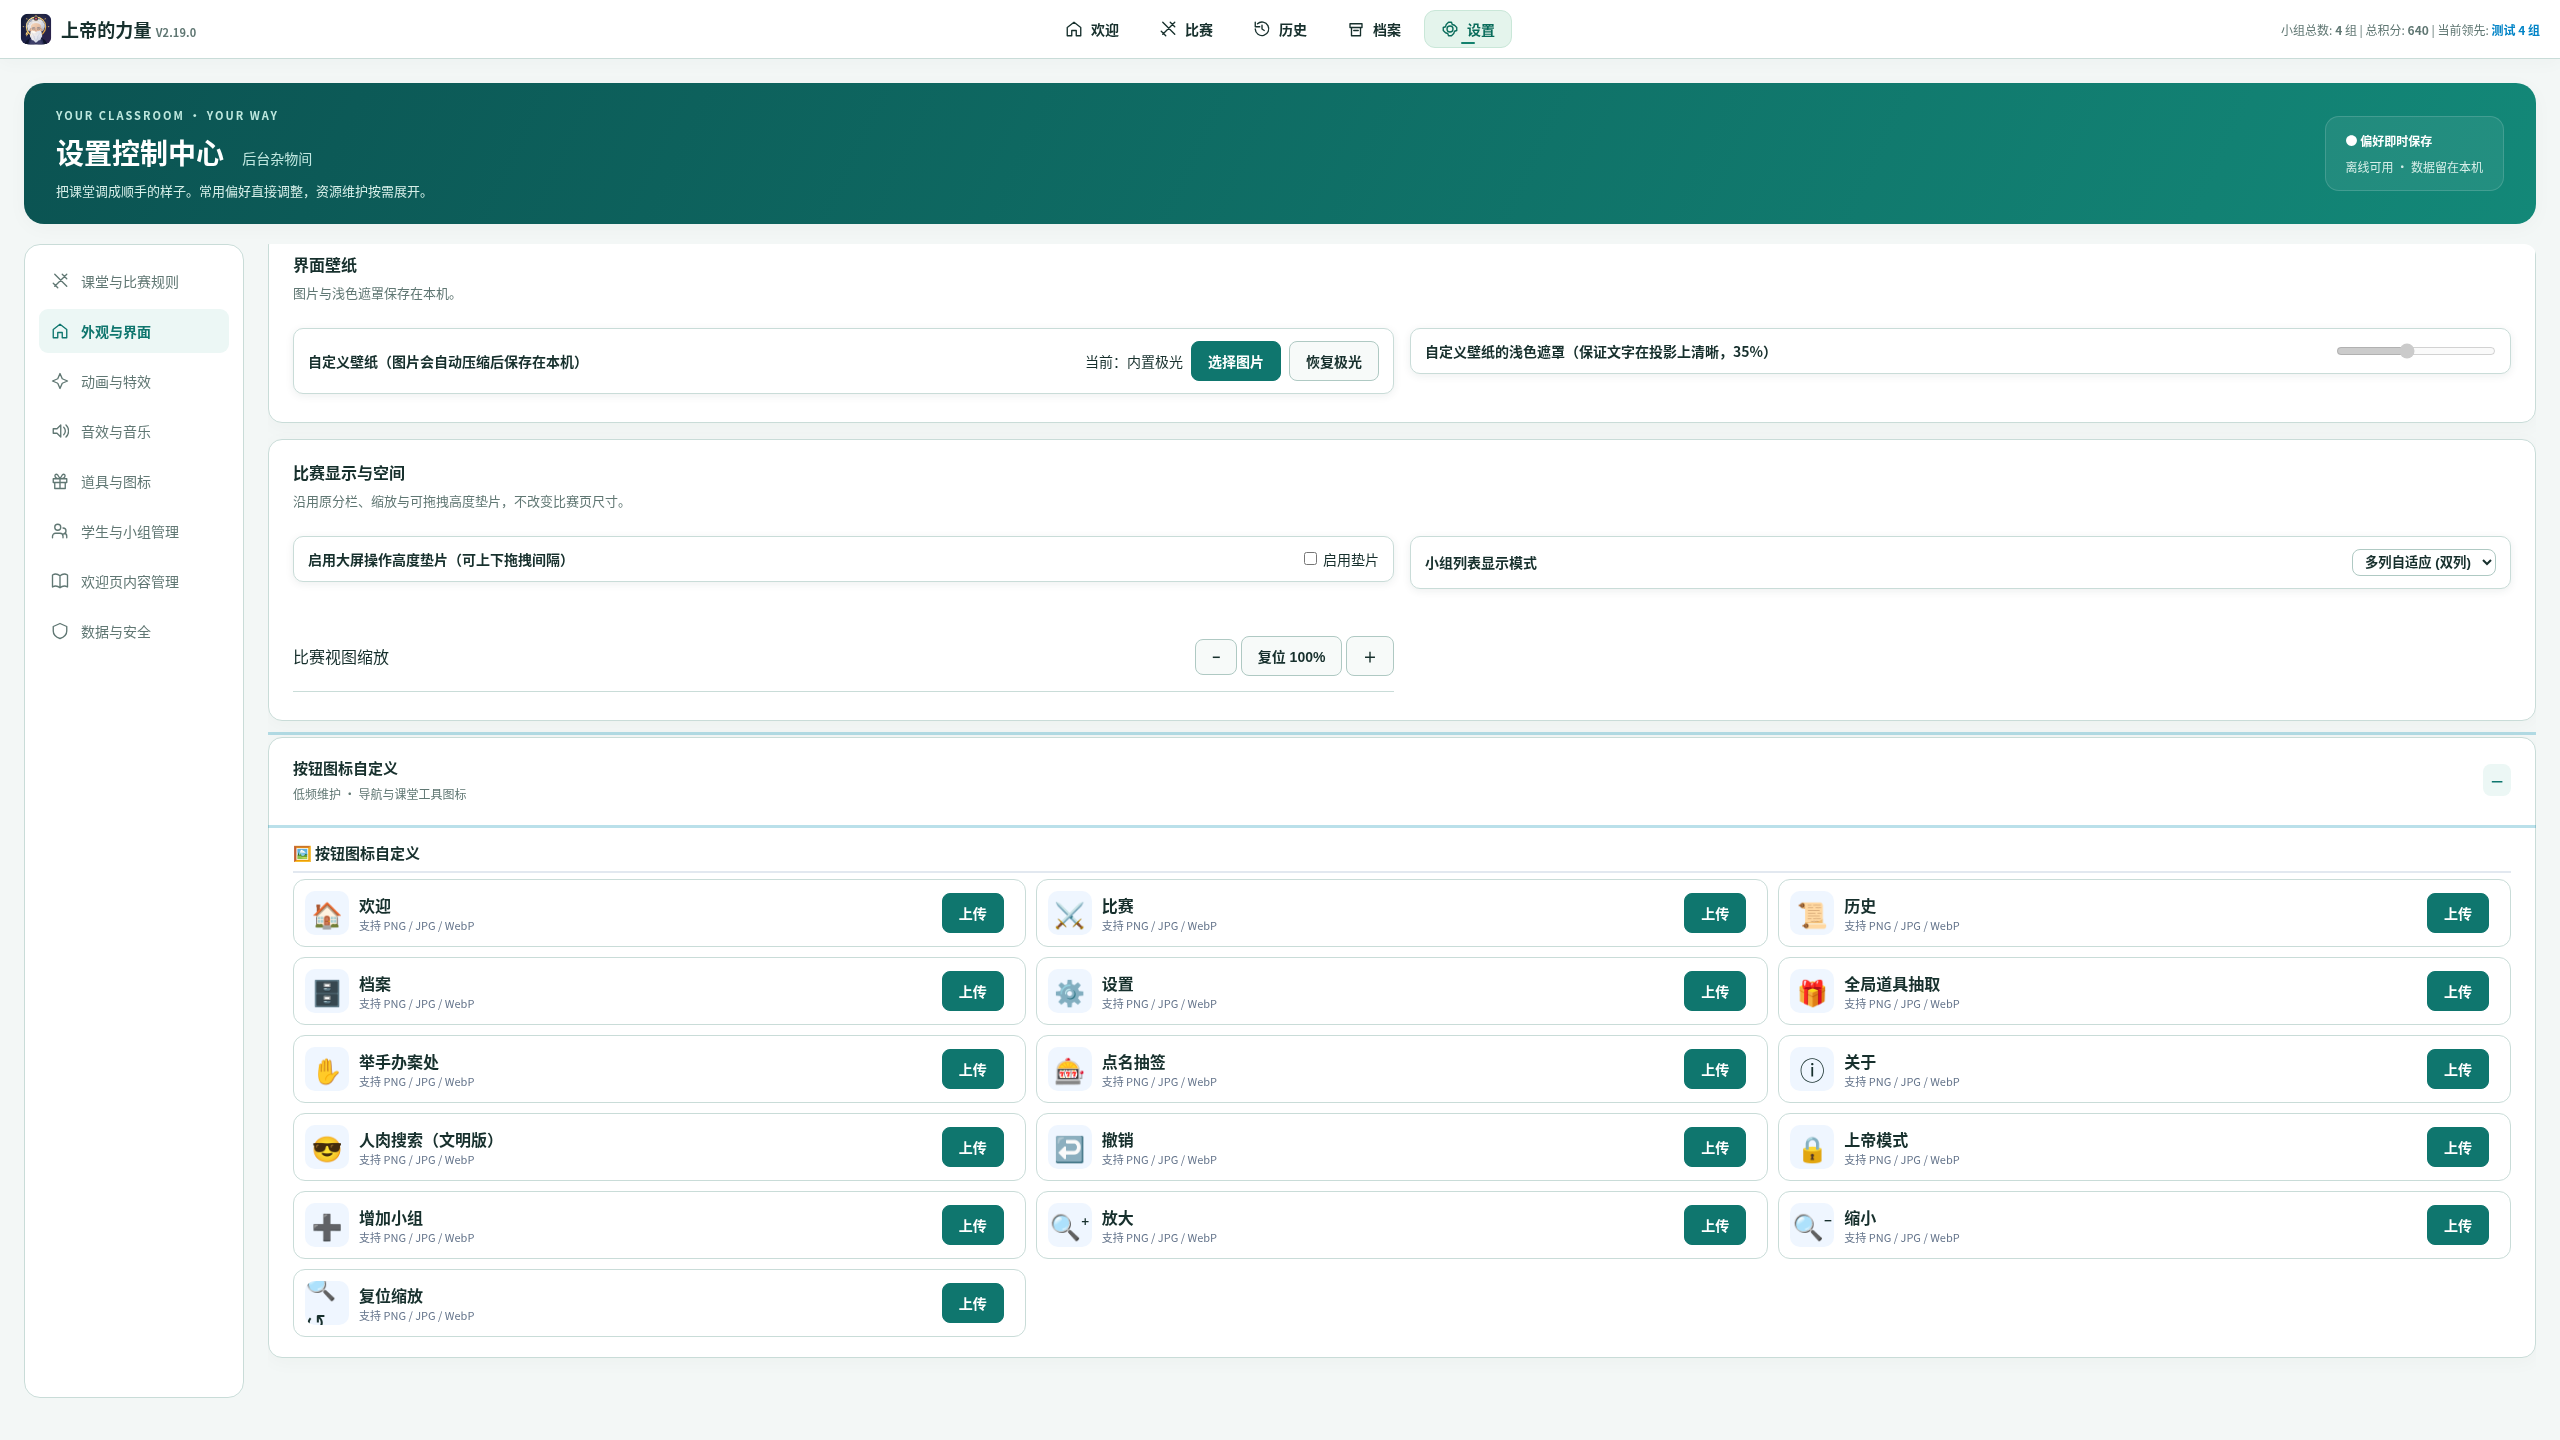 上帝的力量 V2.19.0
欢迎
比赛
历史
档案
设置
小组总数: 4 组 | 总积分: 640 | 当前领先: 测试 4 组
YOUR CLASSROOM · YOUR WAY
设置控制中心 后台杂物间
把课堂调成顺手的样子。常用偏好直接调整，资源维护按需展开。
偏好即时保存
离线可用 · 数据留在本机
课堂与比赛规则
外观与界面
动画与特效
音效与音乐
道具与图标
学生与小组管理
欢迎页内容管理
数据与安全
界面壁纸
图片与浅色遮罩保存在本机。
自定义壁纸（图片会自动压缩后保存在本机）
当前：内置极光
选择图片
恢复极光
自定义壁纸的浅色遮罩（保证文字在投影上清晰，35%）
比赛显示与空间
沿用原分栏、缩放与可拖拽高度垫片，不改变比赛页尺寸。
启用大屏操作高度垫片（可上下拖拽间隔）
启用垫片
小组列表显示模式
多列自适应 (双列)
比赛视图缩放
−
复位 100%
＋
按钮图标自定义
低频维护 · 导航与课堂工具图标
−
🖼️ 按钮图标自定义
欢迎
支持 PNG / JPG / WebP
上传
比赛
支持 PNG / JPG / WebP
上传
历史
支持 PNG / JPG / WebP
上传
档案
支持 PNG / JPG / WebP
上传
设置
支持 PNG / JPG / WebP
上传
全局道具抽取
支持 PNG / JPG / WebP
上传
举手办案处
支持 PNG / JPG / WebP
上传
点名抽签
支持 PNG / JPG / WebP
上传
关于
支持 PNG / JPG / WebP
上传
人肉搜索（文明版）
支持 PNG / JPG / WebP
上传
撤销
支持 PNG / JPG / WebP
上传
上帝模式
支持 PNG / JPG / WebP
上传
增加小组
支持 PNG / JPG / WebP
上传
放大
支持 PNG / JPG / WebP
上传
缩小
支持 PNG / JPG / WebP
上传
复位缩放
支持 PNG / JPG / WebP
上传